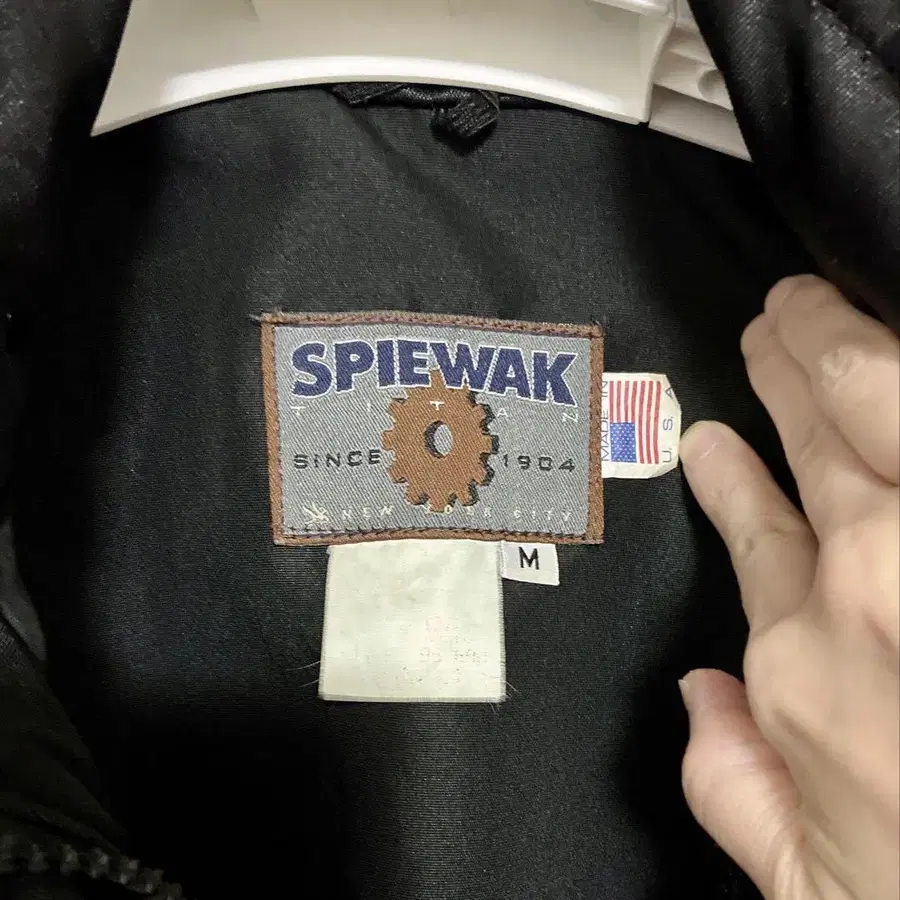 SPIEWAK
TITAN
SINCE 1904
NEW YORK CITY
MADE IN
U.S.A
M